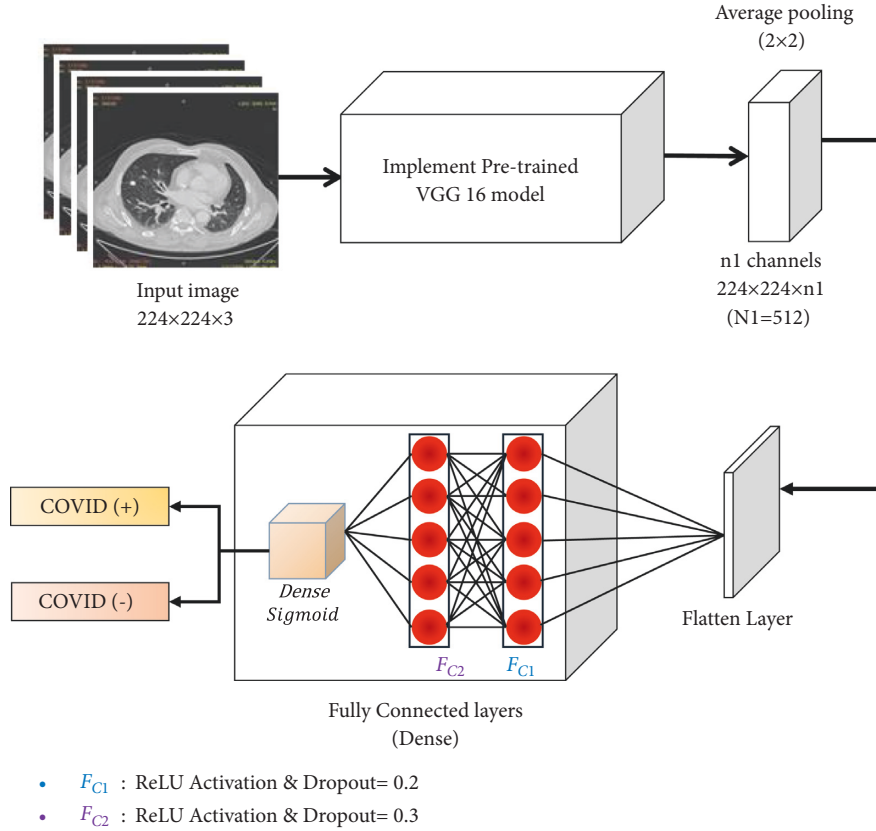 Average pooling
(2×2)
Implement Pre-trained
VGG 16 model
Input image
224×224×3
n1 channels
224×224×n1
(N1=512)
COVID (+)
COVID (-)
Dense
Sigmoid
F_C2
F_C1
Flatten Layer
Fully Connected layers
(Dense)
• F_C1 : ReLU Activation & Dropout= 0.2
• F_C2 : ReLU Activation & Dropout= 0.3